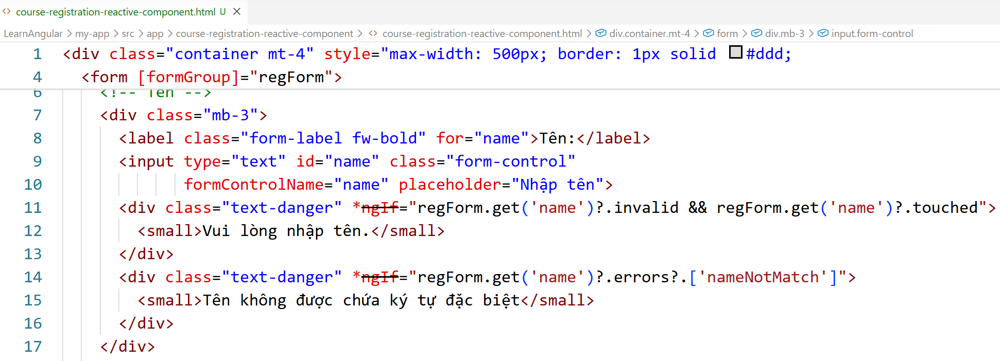 course-registration-reactive-component.html U
LearnAngular > my-app > src > app > course-registration-reactive-component > course-registration-reactive-component.html > div.container.mt-4 > form > div.mb-3 > input.form-control
1 <div class="container mt-4" style="max-width: 500px; border: 1px solid #ddd;
4 <form [formGroup]="regForm">
6 <!-- Tên -->
7 <div class="mb-3">
8 <label class="form-label fw-bold" for="name">Tên:</label>
9 <input type="text" id="name" class="form-control"
10 formControlName="name" placeholder="Nhập tên">
11 <div class="text-danger" *ngIf="regForm.get('name')?.invalid && regForm.get('name')?.touched">
12 <small>Vui lòng nhập tên.</small>
13 </div>
14 <div class="text-danger" *ngIf="regForm.get('name')?.errors?.['nameNotMatch']">
15 <small>Tên không được chứa ký tự đặc biệt</small>
16 </div>
17 </div>